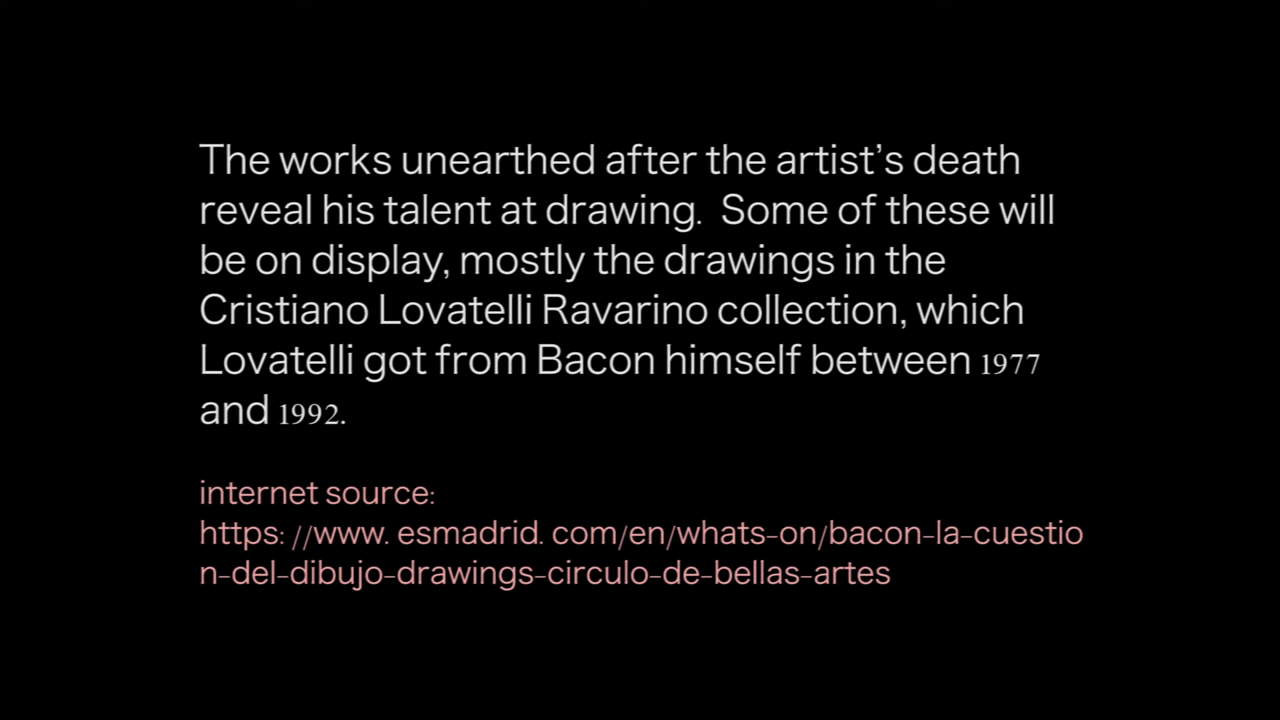 The works unearthed after the artist’s death
reveal his talent at drawing.  Some of these will
be on display, mostly the drawings in the
Cristiano Lovatelli Ravarino collection, which
Lovatelli got from Bacon himself between 1977
and 1992.
internet source:
https: //www. esmadrid. com/en/whats-on/bacon-la-cuestio
n-del-dibujo-drawings-circulo-de-bellas-artes